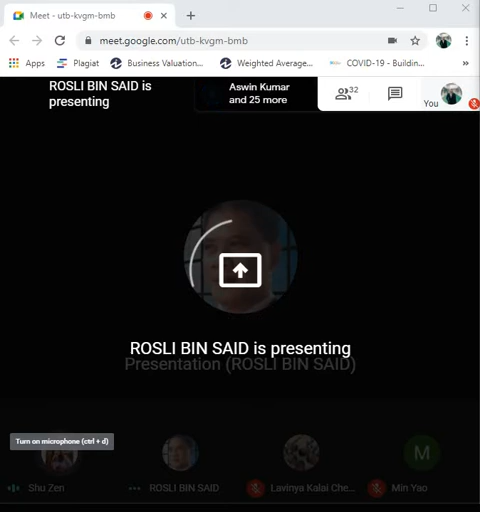 Meet - utb-kvgm-bmb
meet.google.com/utb-kvgm-bmb
Apps
Plagiat
Business Valuation...
Weighted Average...
COVID-19 - Buildin...
»
ROSLI BIN SAID is
presenting
Aswin Kumar
and 25 more
32
You
ROSLI BIN SAID is presenting
Presentation (ROSLI BIN SAID)
Turn on microphone (ctrl + d)
M
Shu Zen
ROSLI BIN SAID
Lavinya Kalai Che...
Min Yao